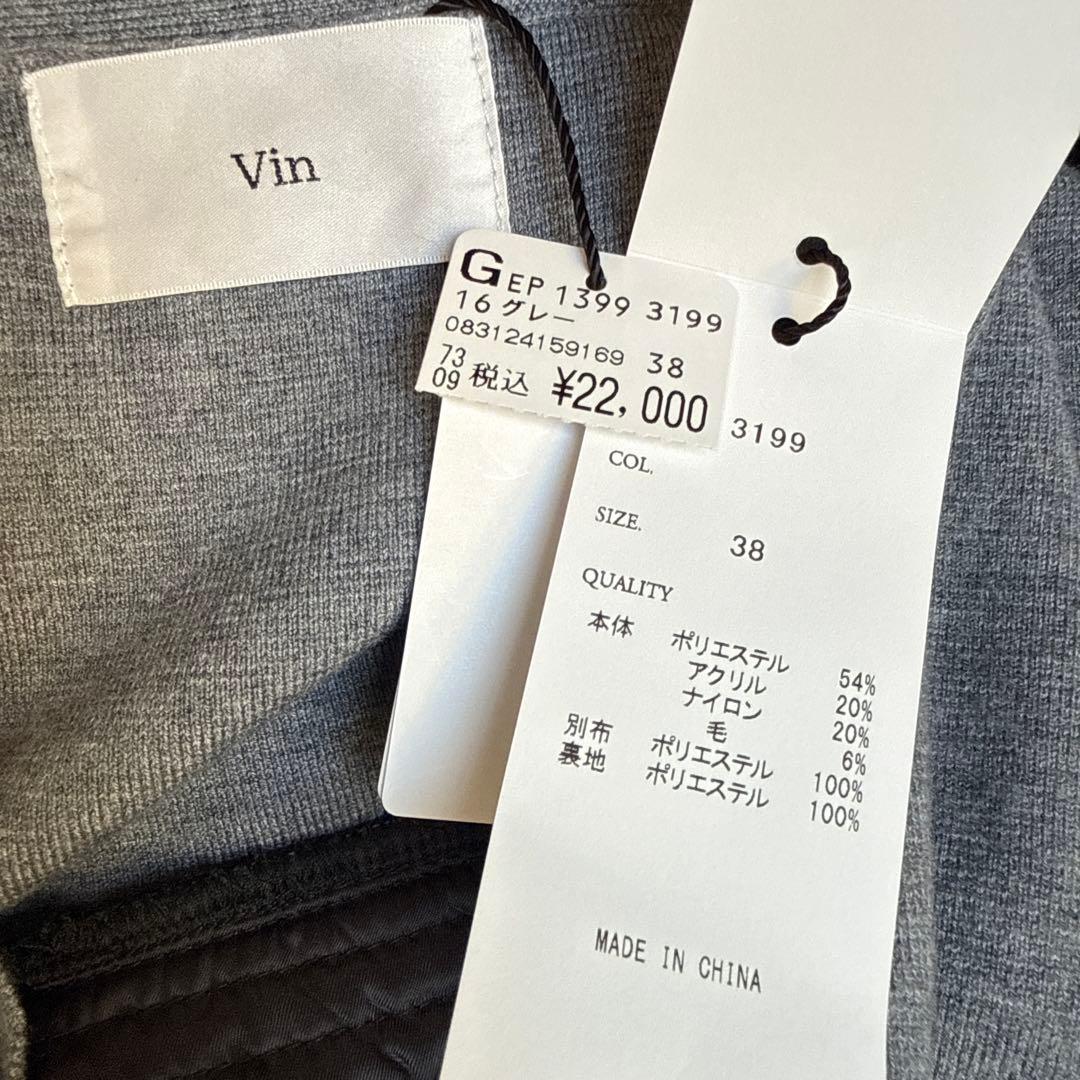 Vin
G EP 1399 3199
16 グレー
083124159169 38
73
09 税込 ¥22,000
3199
COL.
SIZE.
38
QUALITY
本体 ポリエステル 54%
アクリル 20%
ナイロン 20%
毛 6%
別布 ポリエステル 100%
裏地 ポリエステル 100%
MADE IN CHINA